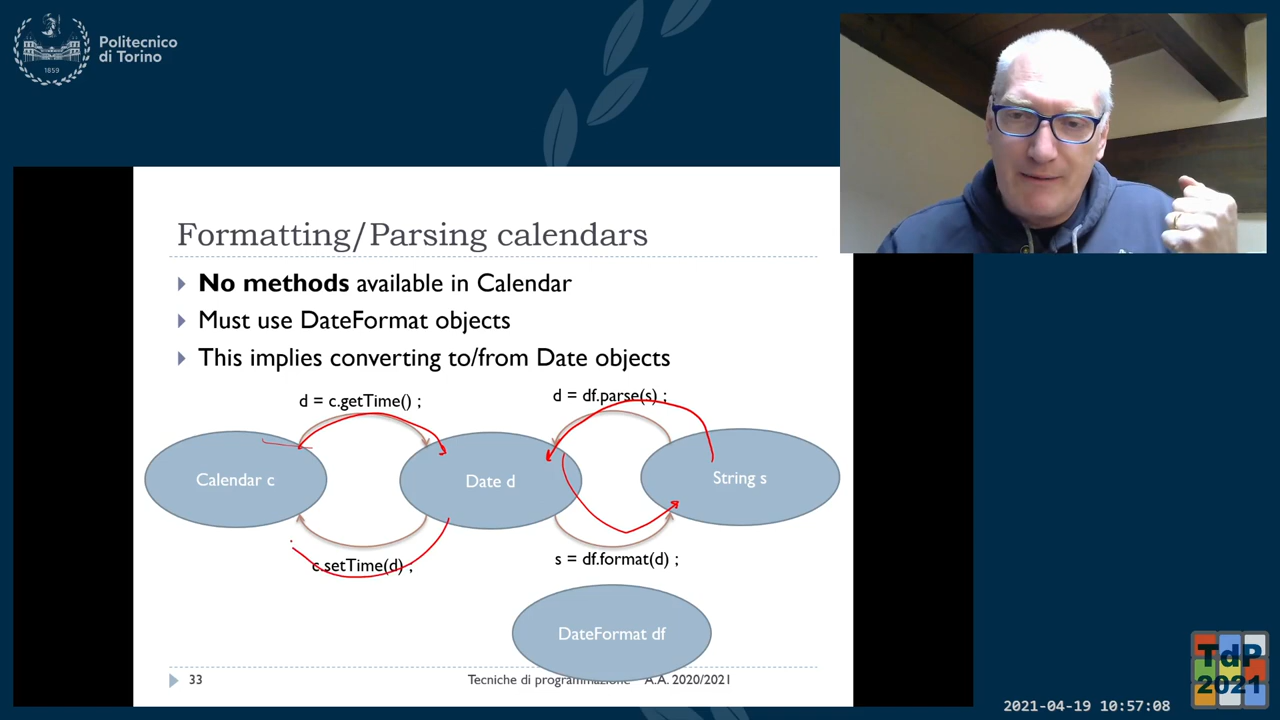 Politecnico
di Torino
1859
Formatting/Parsing calendars
No methods available in Calendar
Must use DateFormat objects
This implies converting to/from Date objects
d = c.getTime() ;
d = df.parse(s) ;
Calendar c
Date d
String s
c.setTime(d) ;
s = df.format(d) ;
DateFormat df
33
Tecniche di programmazione A.A. 2020/2021
TdP
2021
2021-04-19 10:57:08